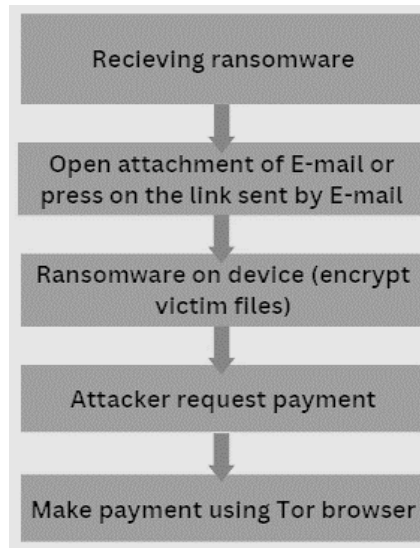 Recieving ransomware
Open attachment of E-mail or
press on the link sent by E-mail
Ransomware on device (encrypt
victim files)
Attacker request payment
Make payment using Tor browser